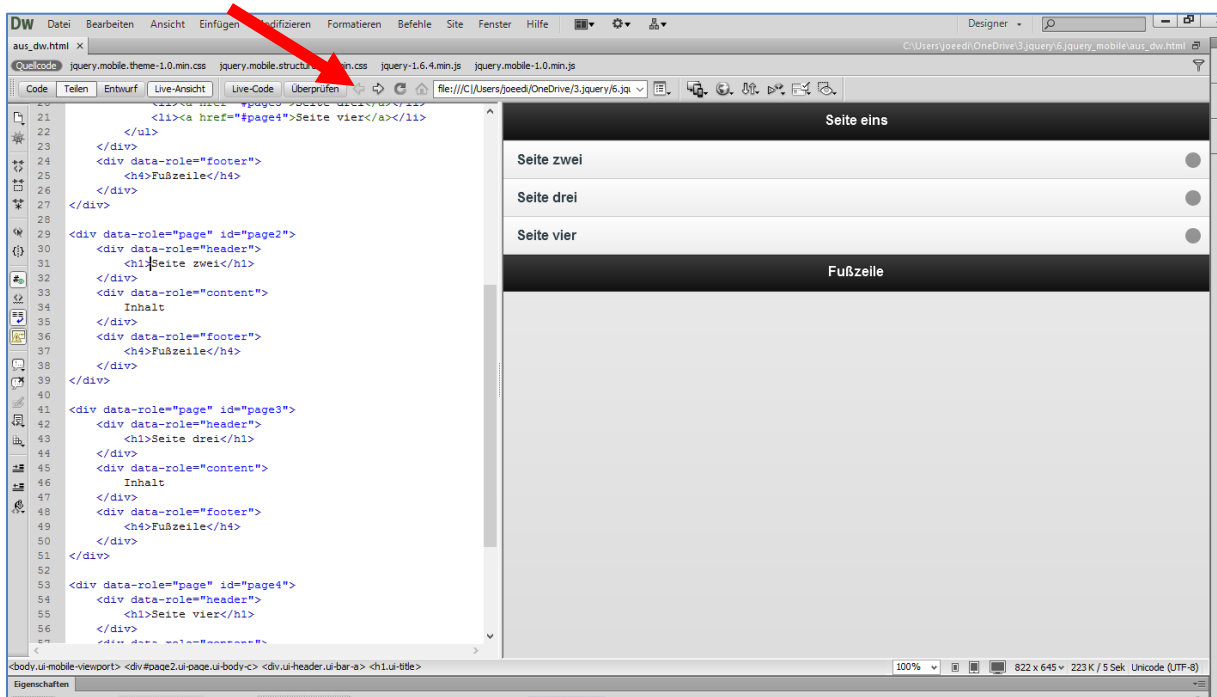 DW Datei Bearbeiten Ansicht Einfügen Modifizieren Formatieren Befehle Site Fenster Hilfe Designer
aus_dw.html × C:\Users\joeedi\OneDrive\3.jquery\6.jquery_mobile\aus_dw.html
Quellcode jquery.mobile.theme-1.0.min.css jquery.mobile.structure min.css jquery-1.6.4.min.js jquery.mobile-1.0.min.js
Code Teilen Entwurf Live-Ansicht Live-Code Überprüfen file:///C|/Users/joeedi/OneDrive/3.jquery/6.jqu
20 <li><a href="#page3">Seite drei</a></li>
21 <li><a href="#page4">Seite vier</a></li>
22 </ul>
23 </div>
24 <div data-role="footer">
25 <h4>Fußzeile</h4>
26 </div>
27 </div>
28
29 <div data-role="page" id="page2">
30 <div data-role="header">
31 <h1>Seite zwei</h1>
32 </div>
33 <div data-role="content">
34 Inhalt
35 </div>
36 <div data-role="footer">
37 <h4>Fußzeile</h4>
38 </div>
39 </div>
40
41 <div data-role="page" id="page3">
42 <div data-role="header">
43 <h1>Seite drei</h1>
44 </div>
45 <div data-role="content">
46 Inhalt
47 </div>
48 <div data-role="footer">
49 <h4>Fußzeile</h4>
50 </div>
51 </div>
52
53 <div data-role="page" id="page4">
54 <div data-role="header">
55 <h1>Seite vier</h1>
56 </div>
57 <div data-role="content">
Seite eins
Seite zwei
Seite drei
Seite vier
Fußzeile
<body.ui-mobile-viewport> <div#page2.ui-page.ui-body-c> <div.ui-header.ui-bar-a> <h1.ui-title> 100% 822 x 645 223 K / 5 Sek Unicode (UTF-8)
Eigenschaften